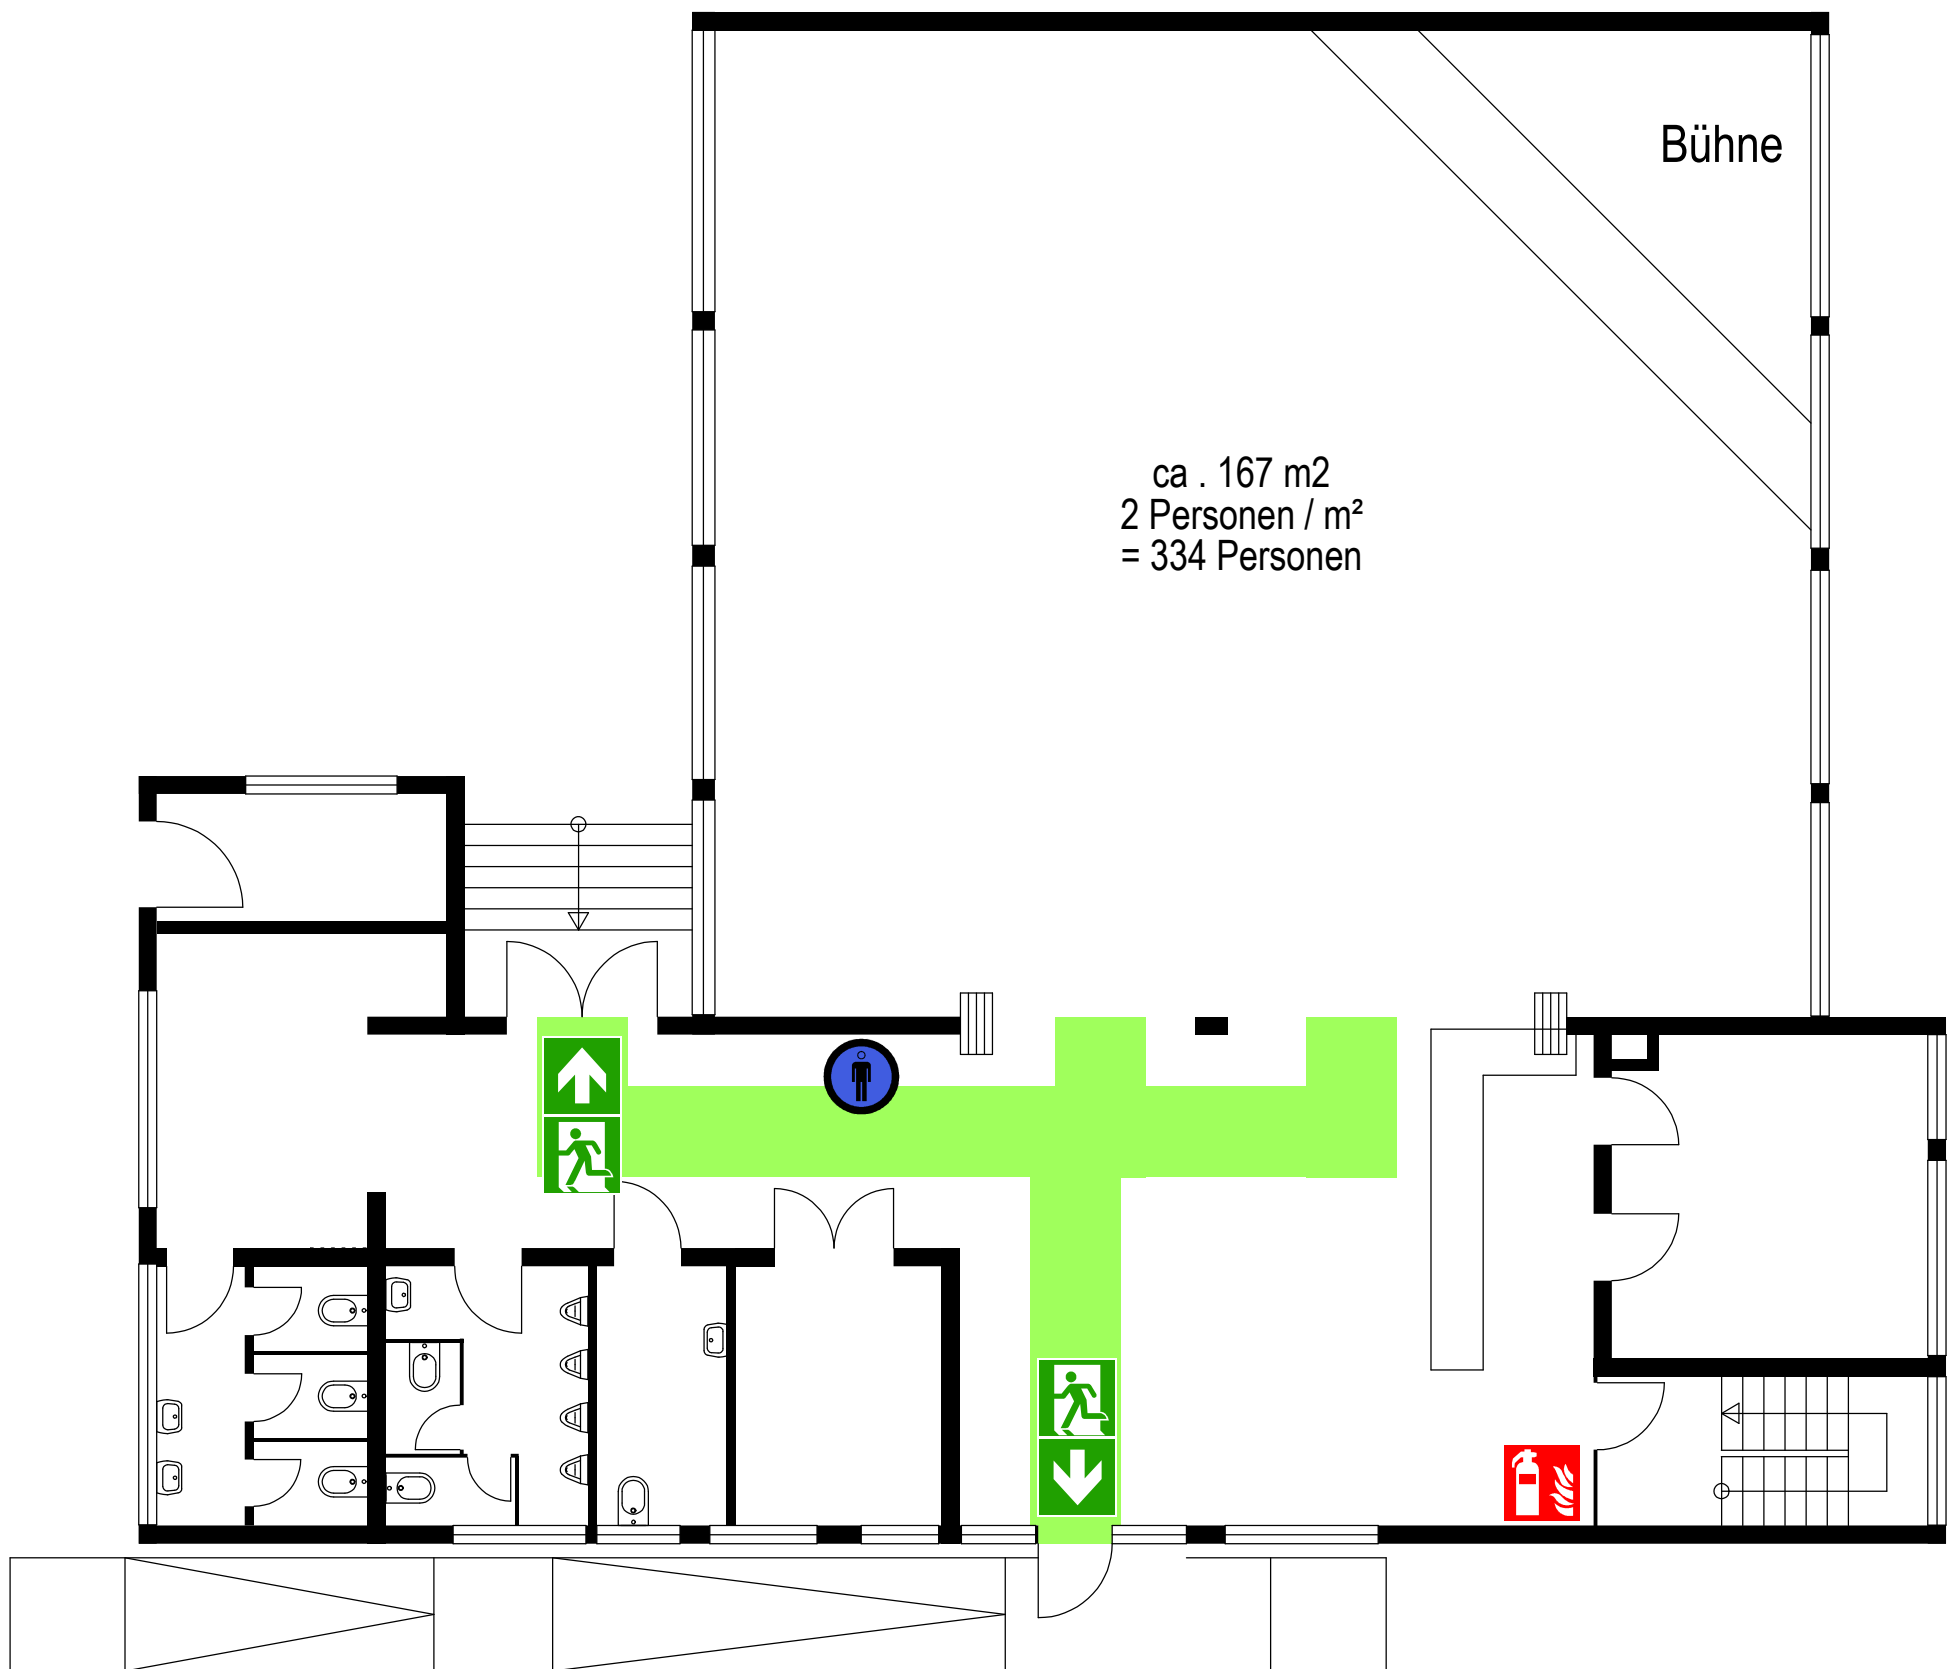 Bühne
ca . 167 m2
2 Personen / m²
= 334 Personen